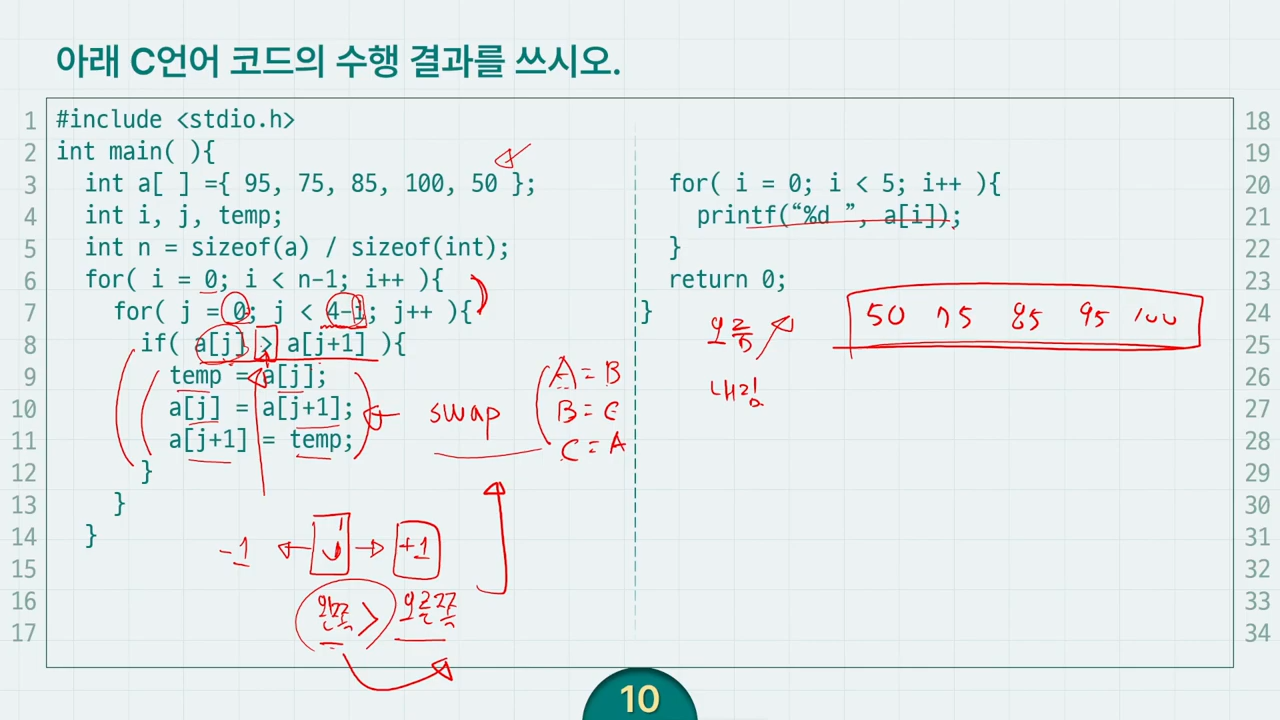 아래 C언어 코드의 수행 결과를 쓰시오.
1 #include <stdio.h>
2 int main( ){
3 int a[ ] ={ 95, 75, 85, 100, 50 };
4 int i, j, temp;
5 int n = sizeof(a) / sizeof(int);
6 for( i = 0; i < n-1; i++ ){
7 for( j = 0; j < 4-i; j++ ){
8 if( a[j] > a[j+1] ){
9 temp = a[j];
10 a[j] = a[j+1];
11 a[j+1] = temp;
12 }
13 }
14 }
15
16
17
swap
A = B
B = C
C = A
-1 ← j → +1
왼쪽 > 오른쪽
18
19
20 for( i = 0; i < 5; i++ ){
21 printf(“%d ”, a[i]);
22 }
23 return 0;
24 }
25
26
27
28
29
30
31
32
33
34
50 75 85 95 100
오름
내림
10